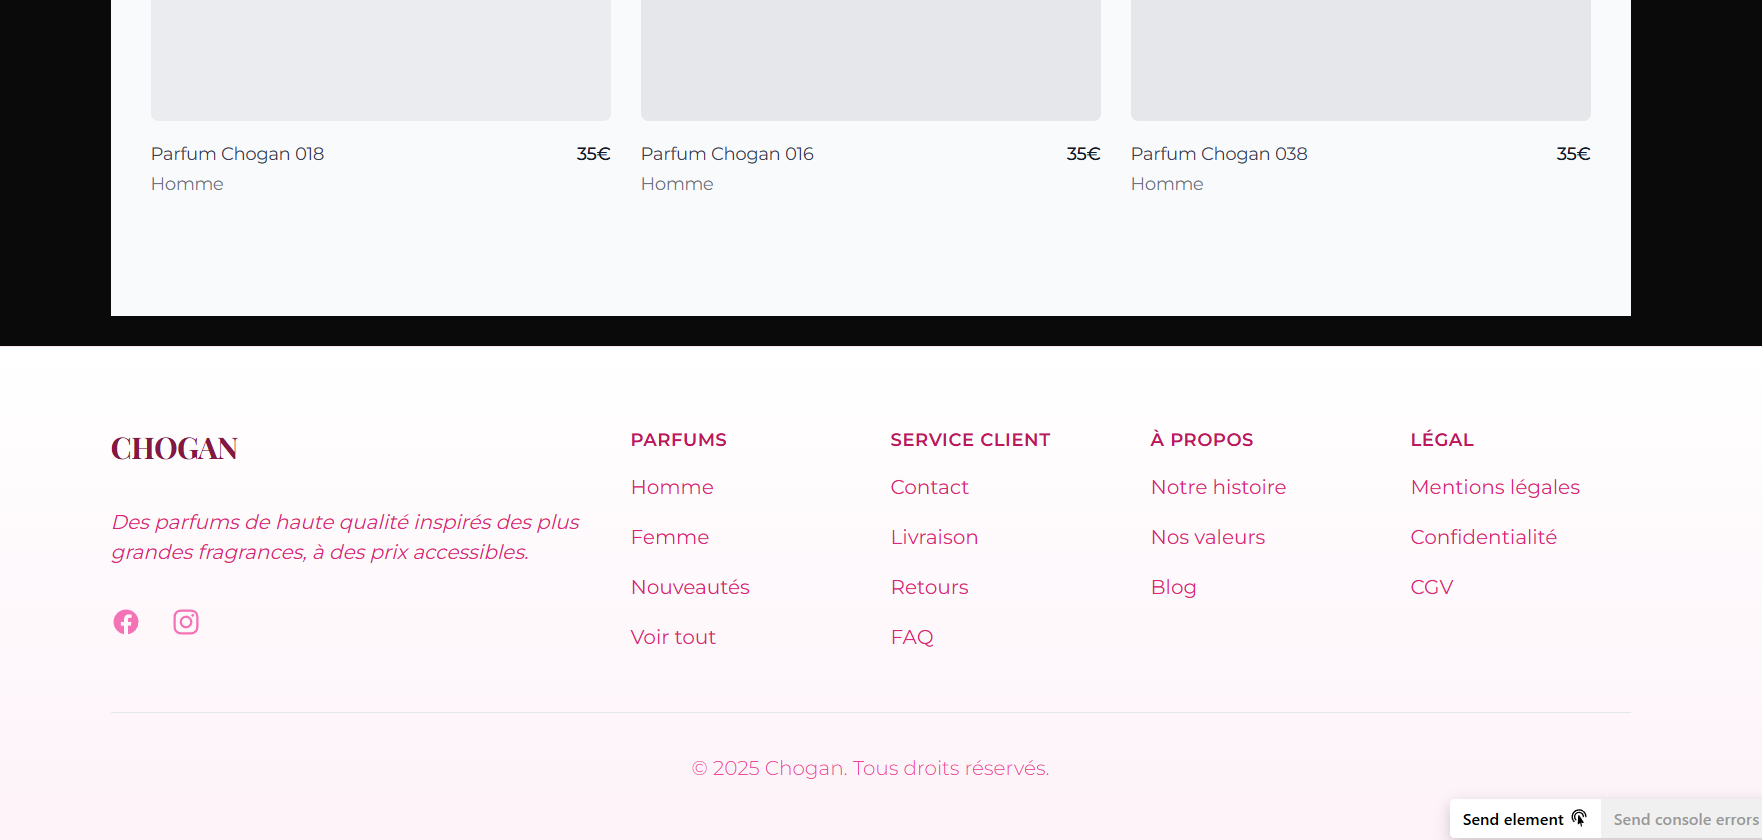 Parfum Chogan 018 35€
Homme
Parfum Chogan 016 35€
Homme
Parfum Chogan 038 35€
Homme
CHOGAN
Des parfums de haute qualité inspirés des plus
grandes fragrances, à des prix accessibles.
PARFUMS
Homme
Femme
Nouveautés
Voir tout
SERVICE CLIENT
Contact
Livraison
Retours
FAQ
À PROPOS
Notre histoire
Nos valeurs
Blog
LÉGAL
Mentions légales
Confidentialité
CGV
© 2025 Chogan. Tous droits réservés.
Send element
Send console errors